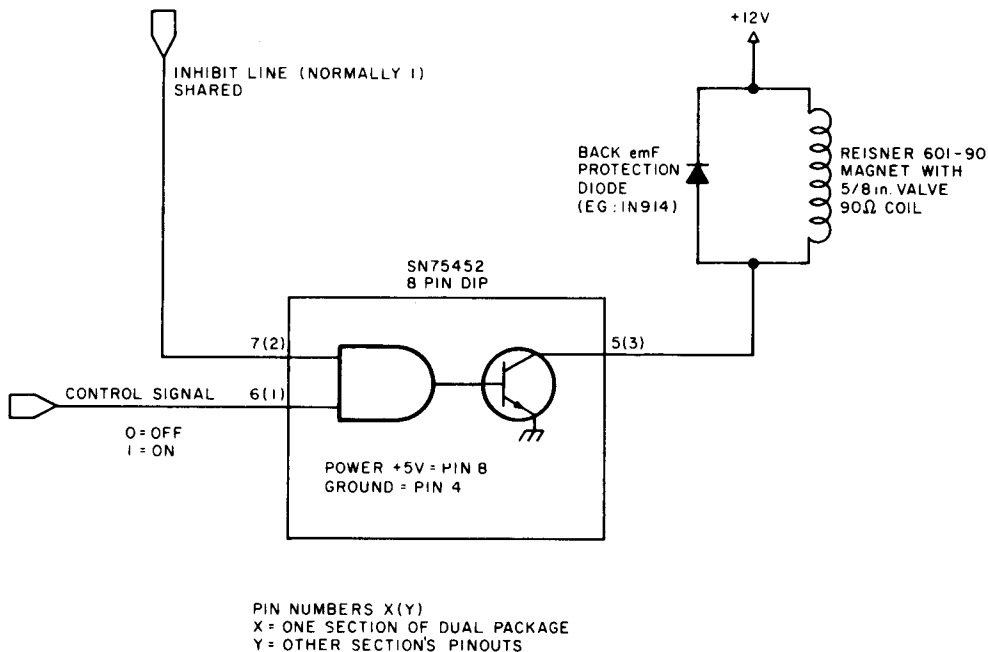 +12V
INHIBIT LINE (NORMALLY 1)
SHARED
BACK emF
PROTECTION
DIODE
(EG: IN914)
REISNER 601-90
MAGNET WITH
5/8 in. VALVE
90Ω COIL
SN75452
8 PIN DIP
7(2)
5(3)
CONTROL SIGNAL
6(1)
0 = OFF
1 = ON
POWER +5V = PIN 8
GROUND = PIN 4
PIN NUMBERS X(Y)
X = ONE SECTION OF DUAL PACKAGE
Y = OTHER SECTION'S PINOUTS